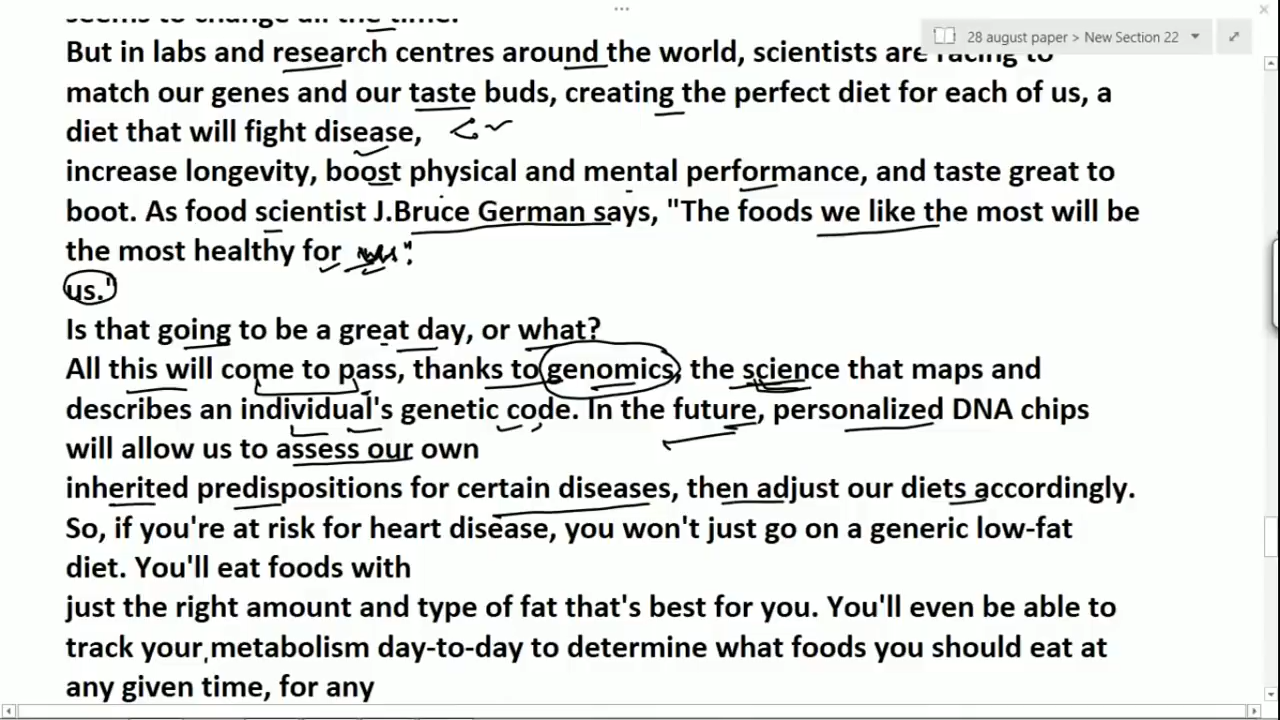 seems to change all the time.
28 august paper > New Section 22
But in labs and research centres around the world, scientists are racing to
match our genes and our taste buds, creating the perfect diet for each of us, a
diet that will fight disease,
increase longevity, boost physical and mental performance, and taste great to
boot. As food scientist J.Bruce German says, "The foods we like the most will be
the most healthy for
us."
Is that going to be a great day, or what?
All this will come to pass, thanks to genomics, the science that maps and
describes an individual's genetic code. In the future, personalized DNA chips
will allow us to assess our own
inherited predispositions for certain diseases, then adjust our diets accordingly.
So, if you're at risk for heart disease, you won't just go on a generic low-fat
diet. You'll eat foods with
just the right amount and type of fat that's best for you. You'll even be able to
track your metabolism day-to-day to determine what foods you should eat at
any given time, for any